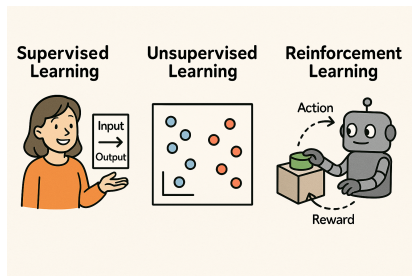 Supervised
Learning
Unsupervised
Learning
Reinforcement
Learning
Input
Output
Action
Reward